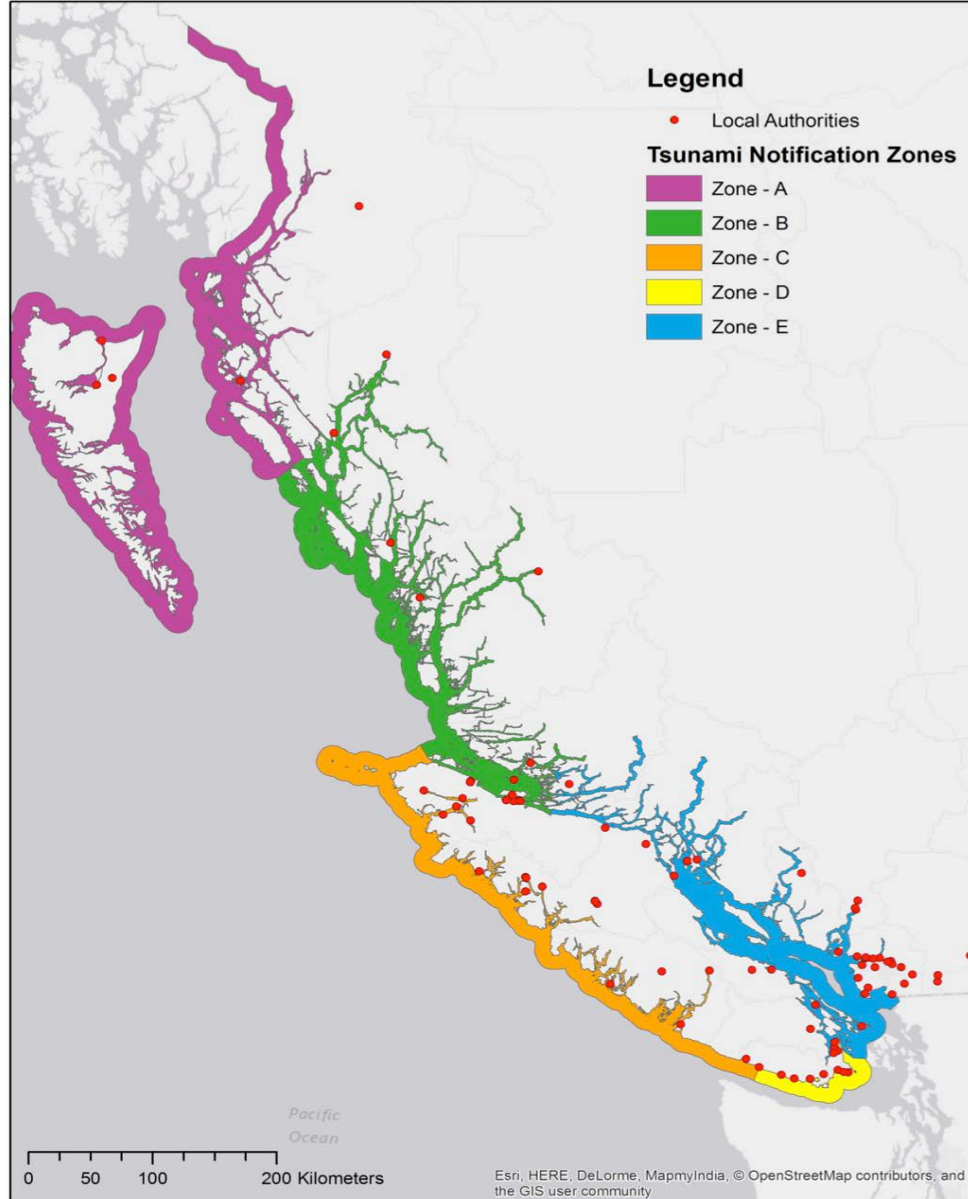 Legend
Local Authorities
Tsunami Notification Zones
Zone - A
Zone - B
Zone - C
Zone - D
Zone - E
Pacific
Ocean
0 50 100 200 Kilometers
Esri, HERE, DeLorme, MapmyIndia, © OpenStreetMap contributors, and
the GIS user community